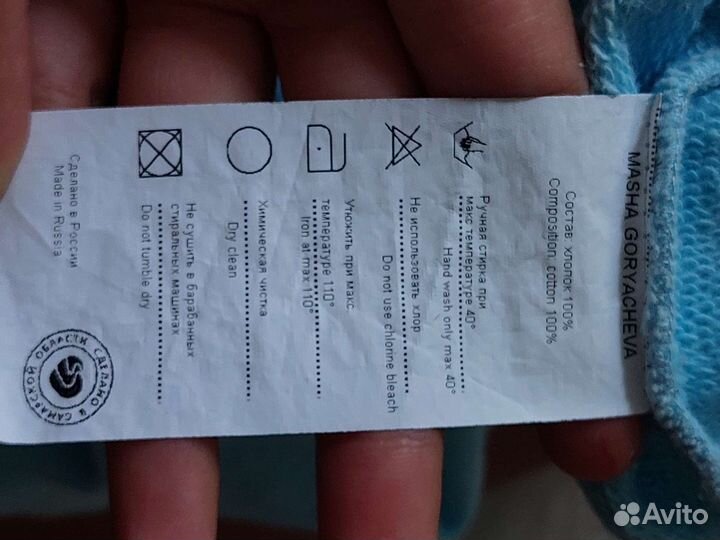 MASHA GORYACHEVA
Состав: хлопок 100%
Composition, cotton 100%
Ручная стирка при
макс температуре 40°
Hand wash only max 40°
Не использовать хлор
Do not use chlorine bleach
Утюжить при макс
температуре 110°
Iron at max 110°
Химическая чистка
Dry clean
Не сушить в барабанных
стиральных машинах
Do not tumble dry
Сделано в России
Made in Russia
СДЕЛАНО В САМАРСКОЙ ОБЛАСТИ
Avito